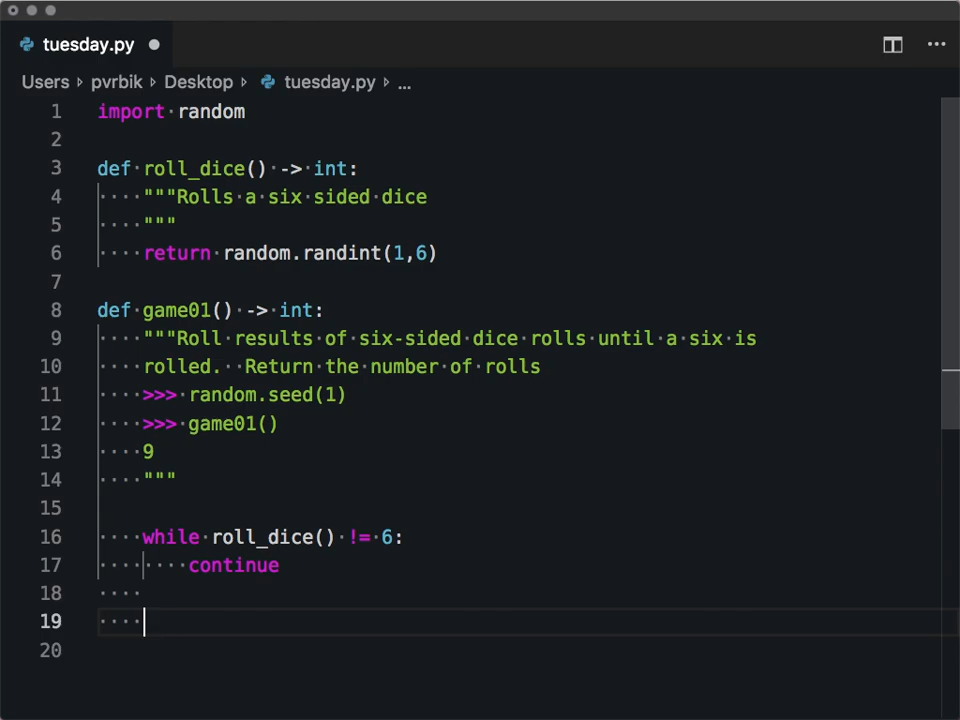 tuesday.py
Users pvrbik Desktop tuesday.py ...
1 import random
2
3 def roll_dice() -> int:
4 """Rolls a six sided dice
5 """
6 return random.randint(1,6)
7
8 def game01() -> int:
9 """Roll results of six-sided dice rolls until a six is
10 rolled. Return the number of rolls
11 >>> random.seed(1)
12 >>> game01()
13 9
14 """
15
16 while roll_dice() != 6:
17 continue
18
19
20